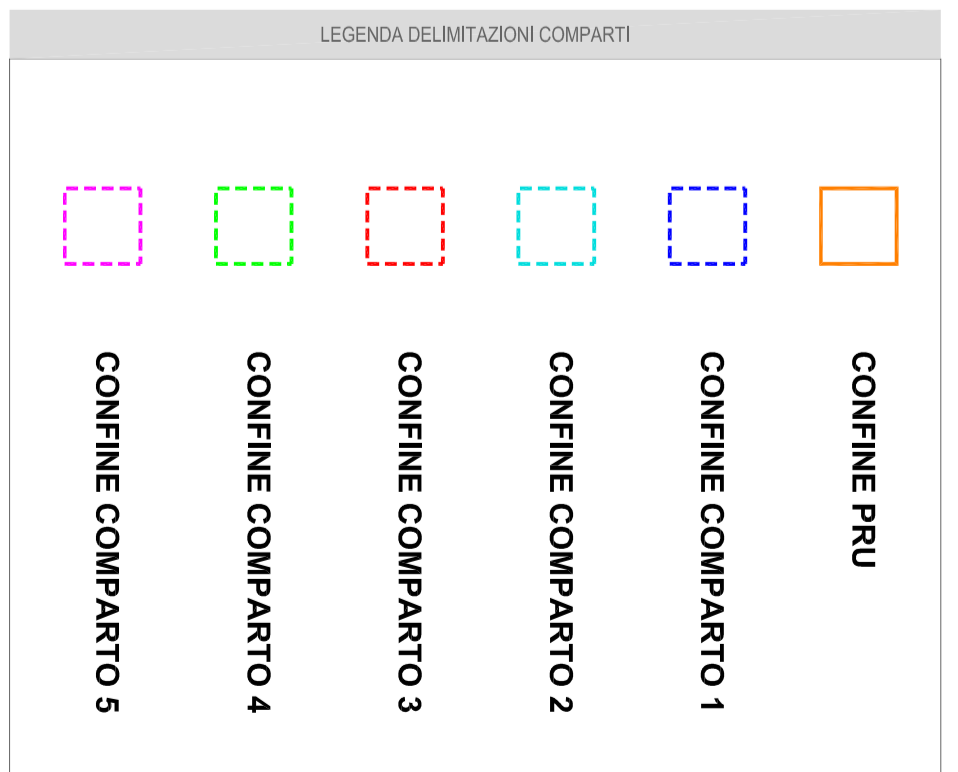 LEGENDA DELIMITAZIONI COMPARTI
CONFINE PRU
CONFINE COMPARTO 1
CONFINE COMPARTO 2
CONFINE COMPARTO 3
CONFINE COMPARTO 4
CONFINE COMPARTO 5